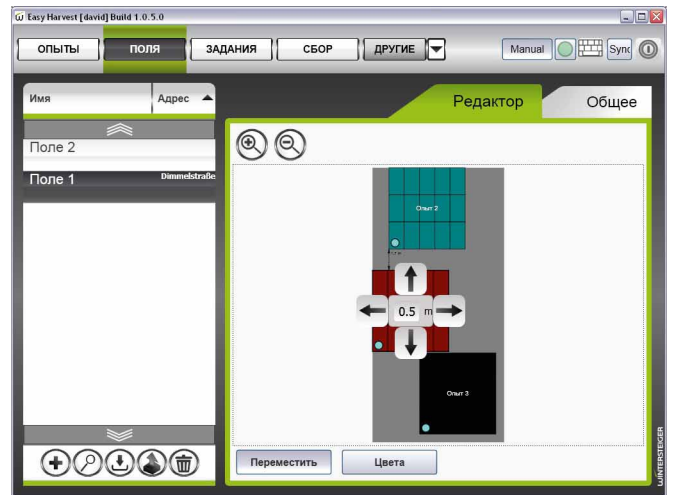 Easy Harvest [david] Build 1.0.5.0
ОПЫТЫ ПОЛЯ ЗАДАНИЯ СБОР ДРУГИЕ Manual Sync
Имя Адрес
Редактор Общее
Поле 2
Поле 1 Dimmelstraße
Опыт 2
0.5 m
Опыт 3
Переместить Цвета
WINTERSTEIGER